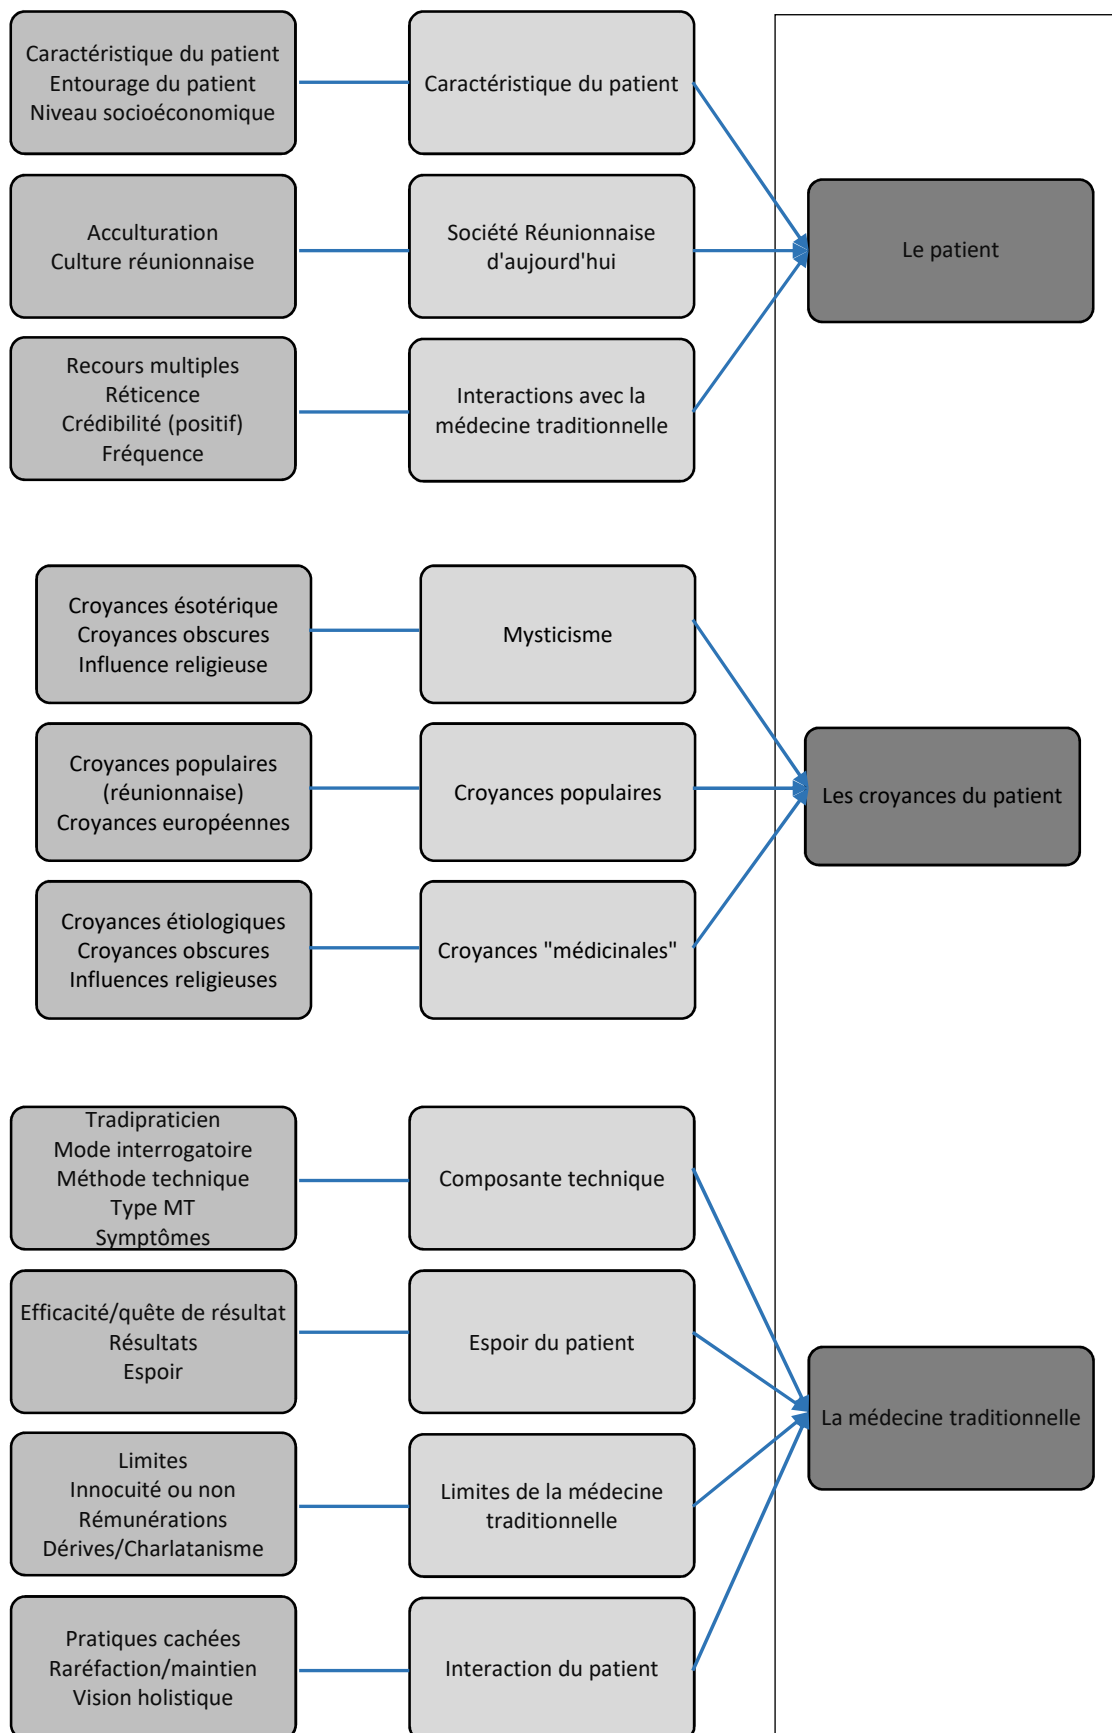 Caractéristique du patient
Entourage du patient
Niveau socioéconomique
Caractéristique du patient
Acculturation
Culture réunionnaise
Société Réunionnaise
d'aujourd'hui
Le patient
Recours multiples
Réticence
Crédibilité (positif)
Fréquence
Interactions avec la
médecine traditionnelle
Croyances ésotérique
Croyances obscures
Influence religieuse
Mysticisme
Croyances populaires
(réunionnaise)
Croyances européennes
Croyances populaires
Les croyances du patient
Croyances étiologiques
Croyances obscures
Influences religieuses
Croyances "médicinales"
Tradipraticien
Mode interrogatoire
Méthode technique
Type MT
Symptômes
Composante technique
Efficacité/quête de résultat
Résultats
Espoir
Espoir du patient
La médecine traditionnelle
Limites
Innocuité ou non
Rémunérations
Dérives/Charlatanisme
Limites de la médecine
traditionnelle
Pratiques cachées
Raréfaction/maintien
Vision holistique
Interaction du patient